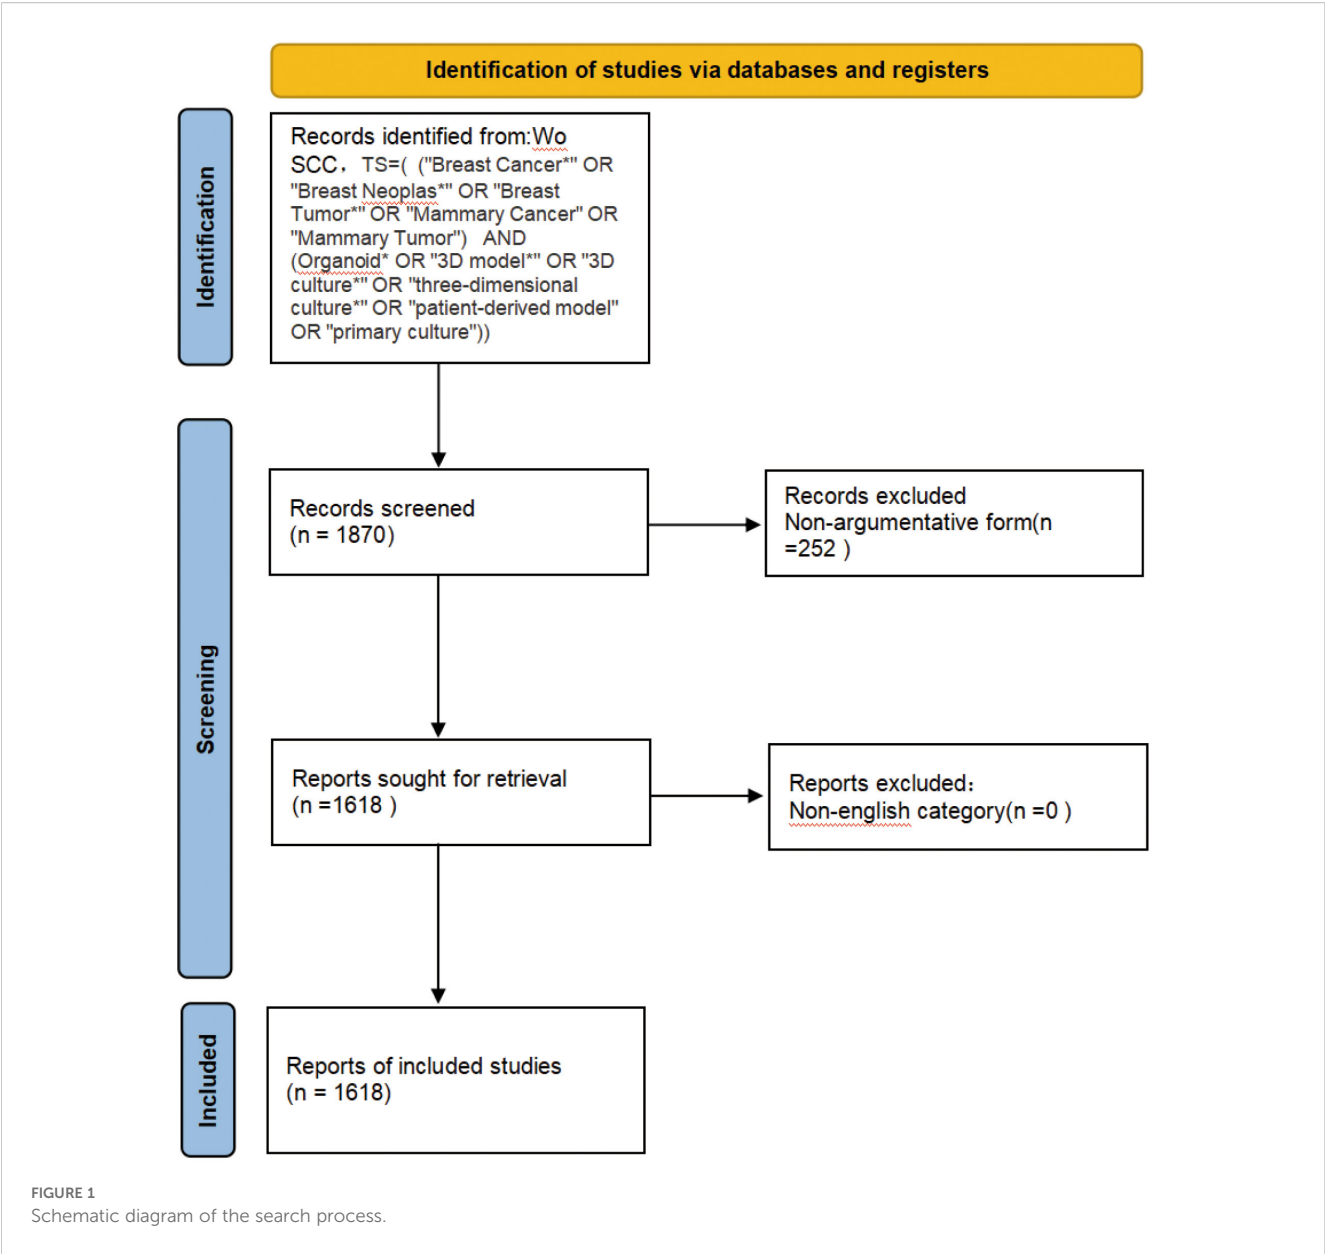 Identification of studies via databases and registers
Identification
Records identified from:Wo
SCC，TS=( ("Breast Cancer*" OR
"Breast Neoplas*" OR "Breast
Tumor*" OR "Mammary Cancer" OR
"Mammary Tumor") AND
(Organoid* OR "3D model*" OR "3D
culture*" OR "three-dimensional
culture*" OR "patient-derived model"
OR "primary culture"))
Screening
Records screened
(n = 1870)
Records excluded
Non-argumentative form(n
=252 )
Reports sought for retrieval
(n =1618 )
Reports excluded：
Non-english category(n =0 )
Included
Reports of included studies
(n = 1618)
FIGURE 1
Schematic diagram of the search process.